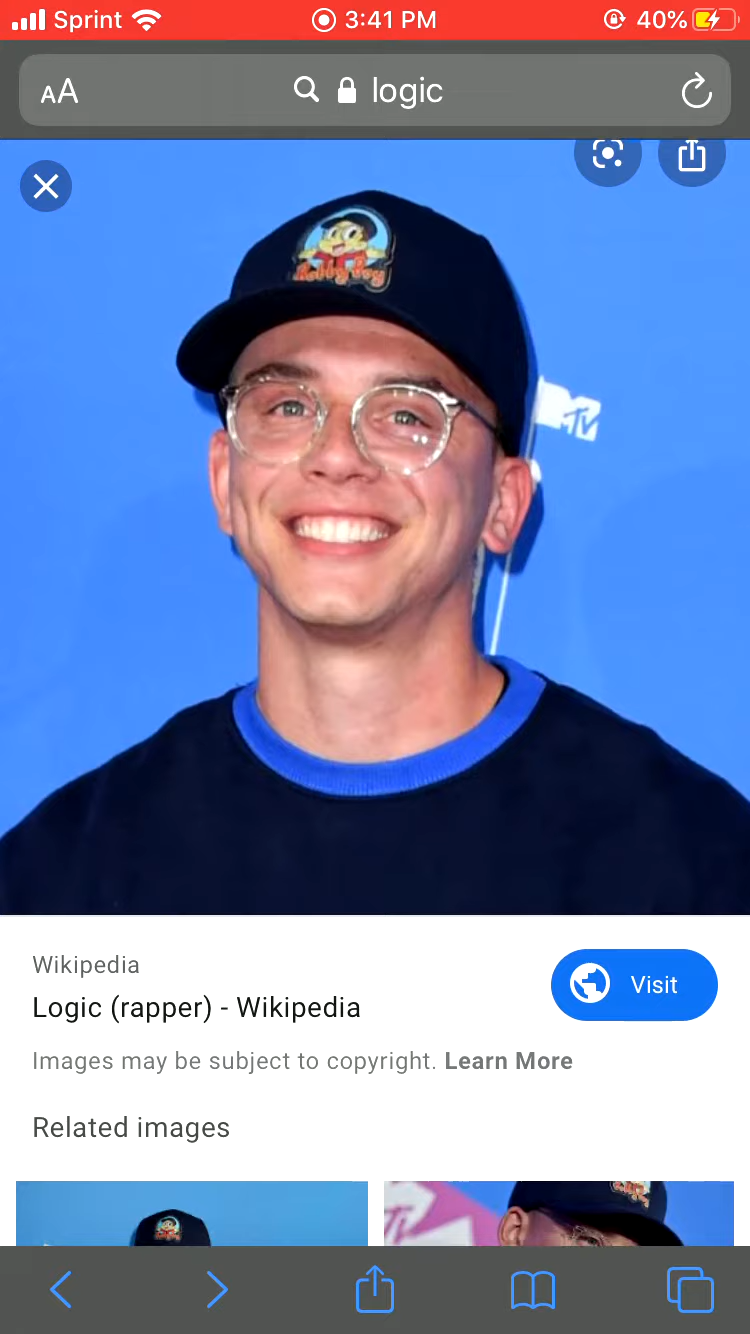 Sprint 3:41 PM 40%
AA logic
Bobby Boy
MTV
Wikipedia
Logic (rapper) - Wikipedia
Visit
Images may be subject to copyright. Learn More
Related images